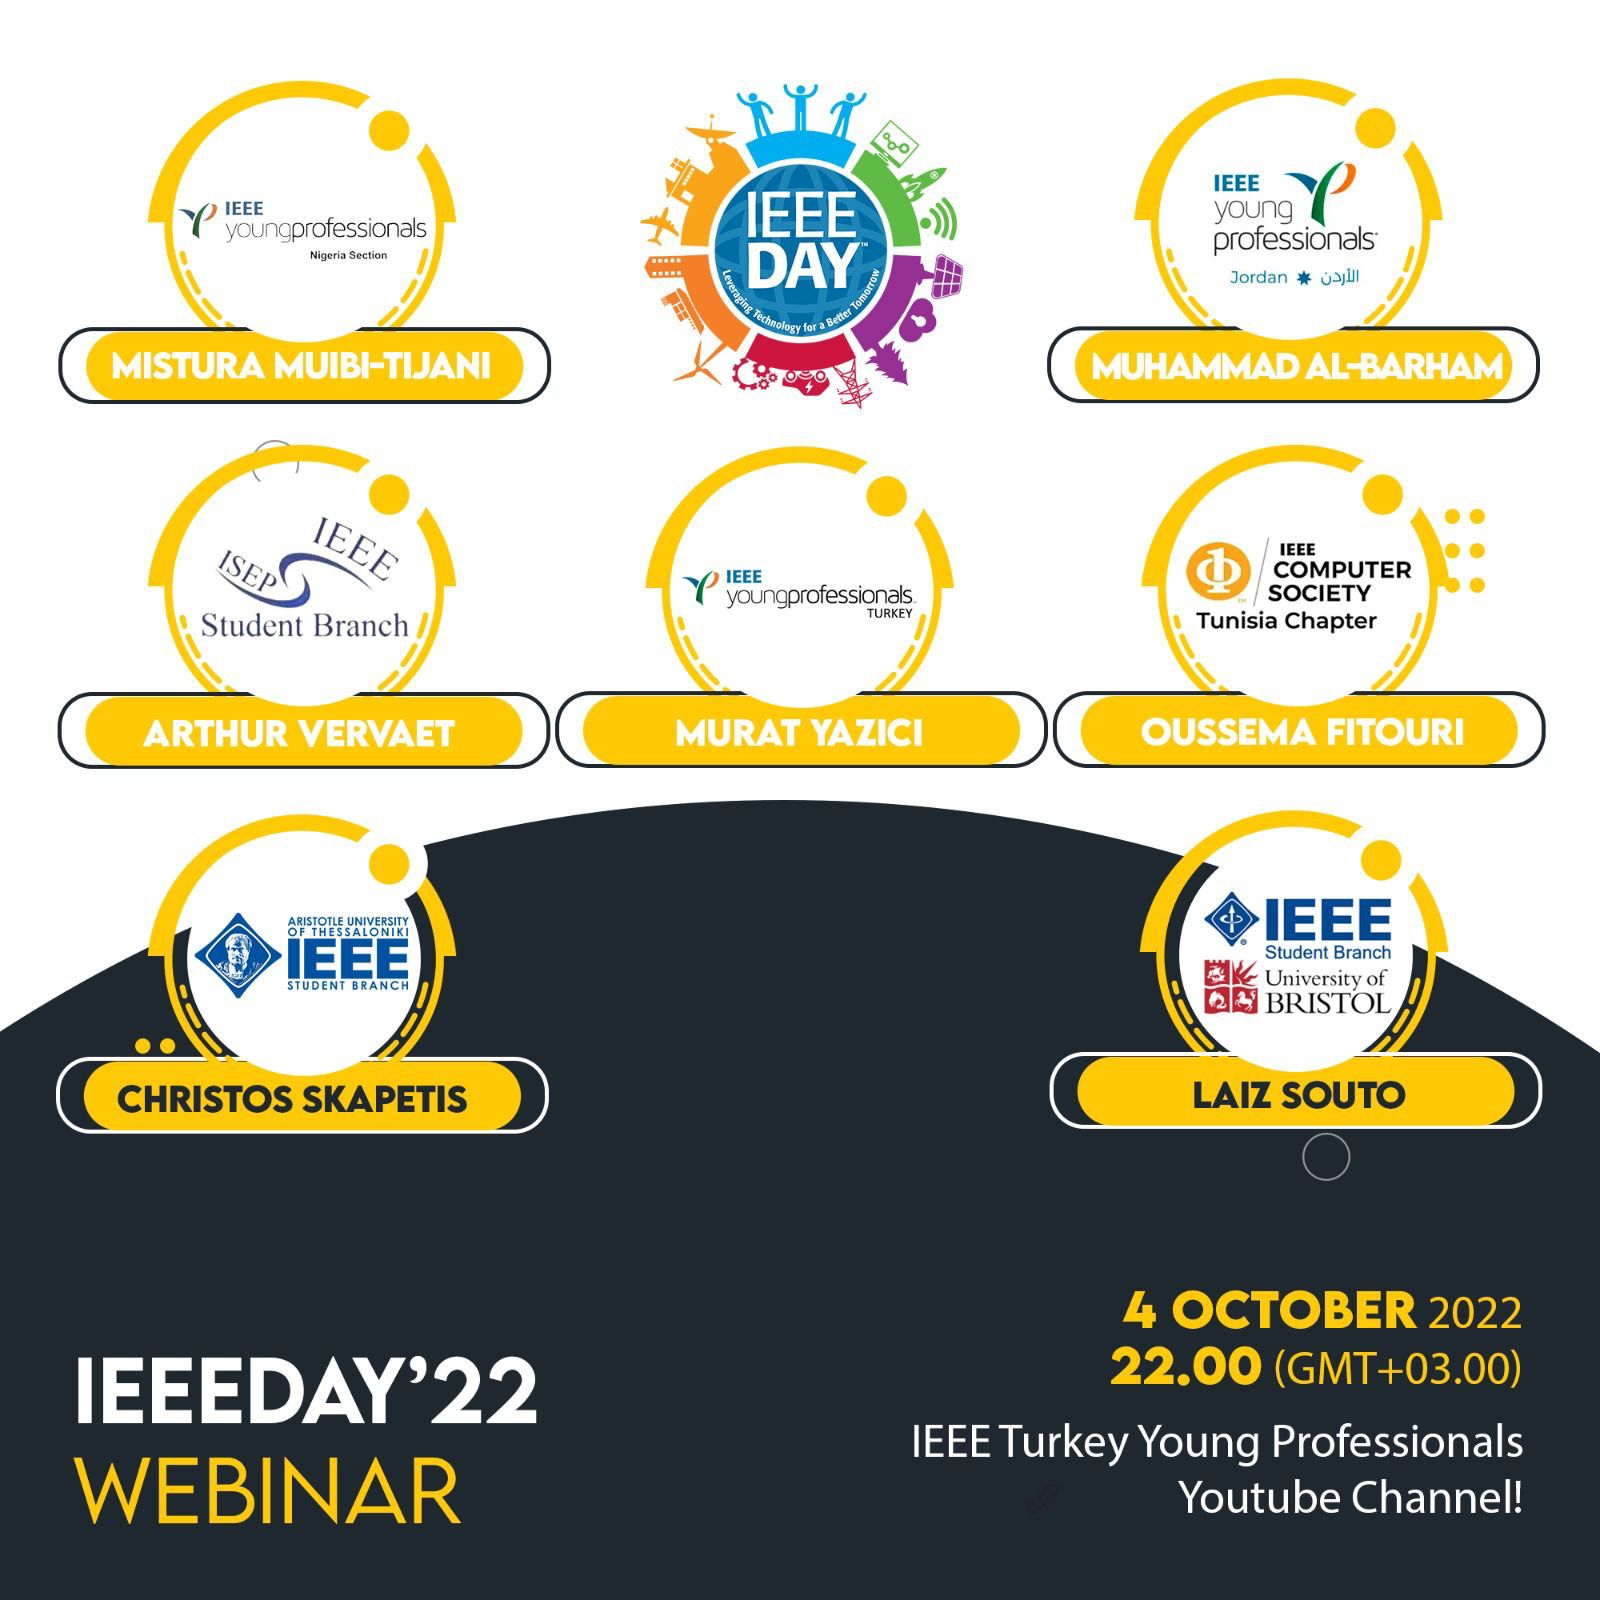 IEEE
youngprofessionals
Nigeria Section
MISTURA MUIBI-TIJANI
IEEE
DAY™
Leveraging Technology for a Better Tomorrow
IEEE
young
professionals
Jordan الأردن
MUHAMMAD AL-BARHAM
IEEE
ISEP
Student Branch
ARTHUR VERVAET
IEEE
youngprofessionals
TURKEY
MURAT YAZICI
IEEE
COMPUTER
SOCIETY
Tunisia Chapter
OUSSEMA FITOURI
ARISTOTLE UNIVERSITY
OF THESSALONIKI
IEEE
STUDENT BRANCH
CHRISTOS SKAPETIS
IEEE
Student Branch
University of
BRISTOL
LAIZ SOUTO
IEEEDAY’22
WEBINAR
4 OCTOBER 2022
22.00 (GMT+03.00)
IEEE Turkey Young Professionals
Youtube Channel!